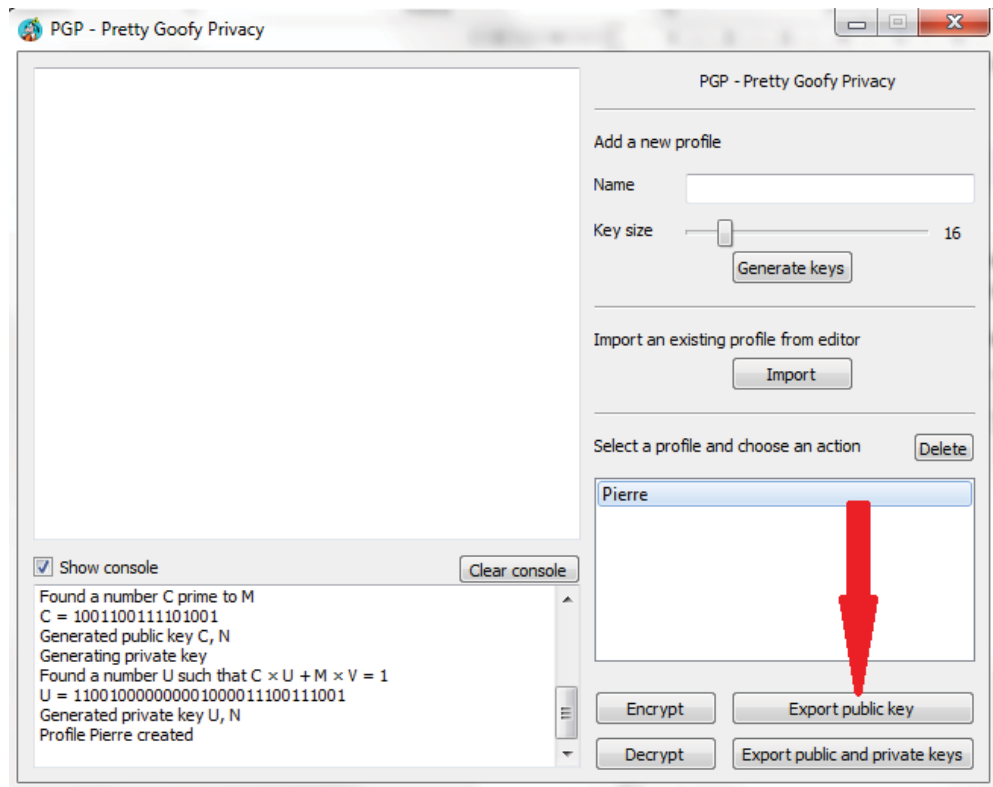 PGP - Pretty Goofy Privacy
PGP - Pretty Goofy Privacy
Add a new profile
Name
Key size 16
Generate keys
Import an existing profile from editor
Import
Select a profile and choose an action Delete
Pierre
Show console Clear console
Found a number C prime to M
C = 1001100111101001
Generated public key C, N
Generating private key
Found a number U such that C × U + M × V = 1
U = 11001000000001000011100111001
Generated private key U, N
Profile Pierre created
Encrypt Export public key
Decrypt Export public and private keys